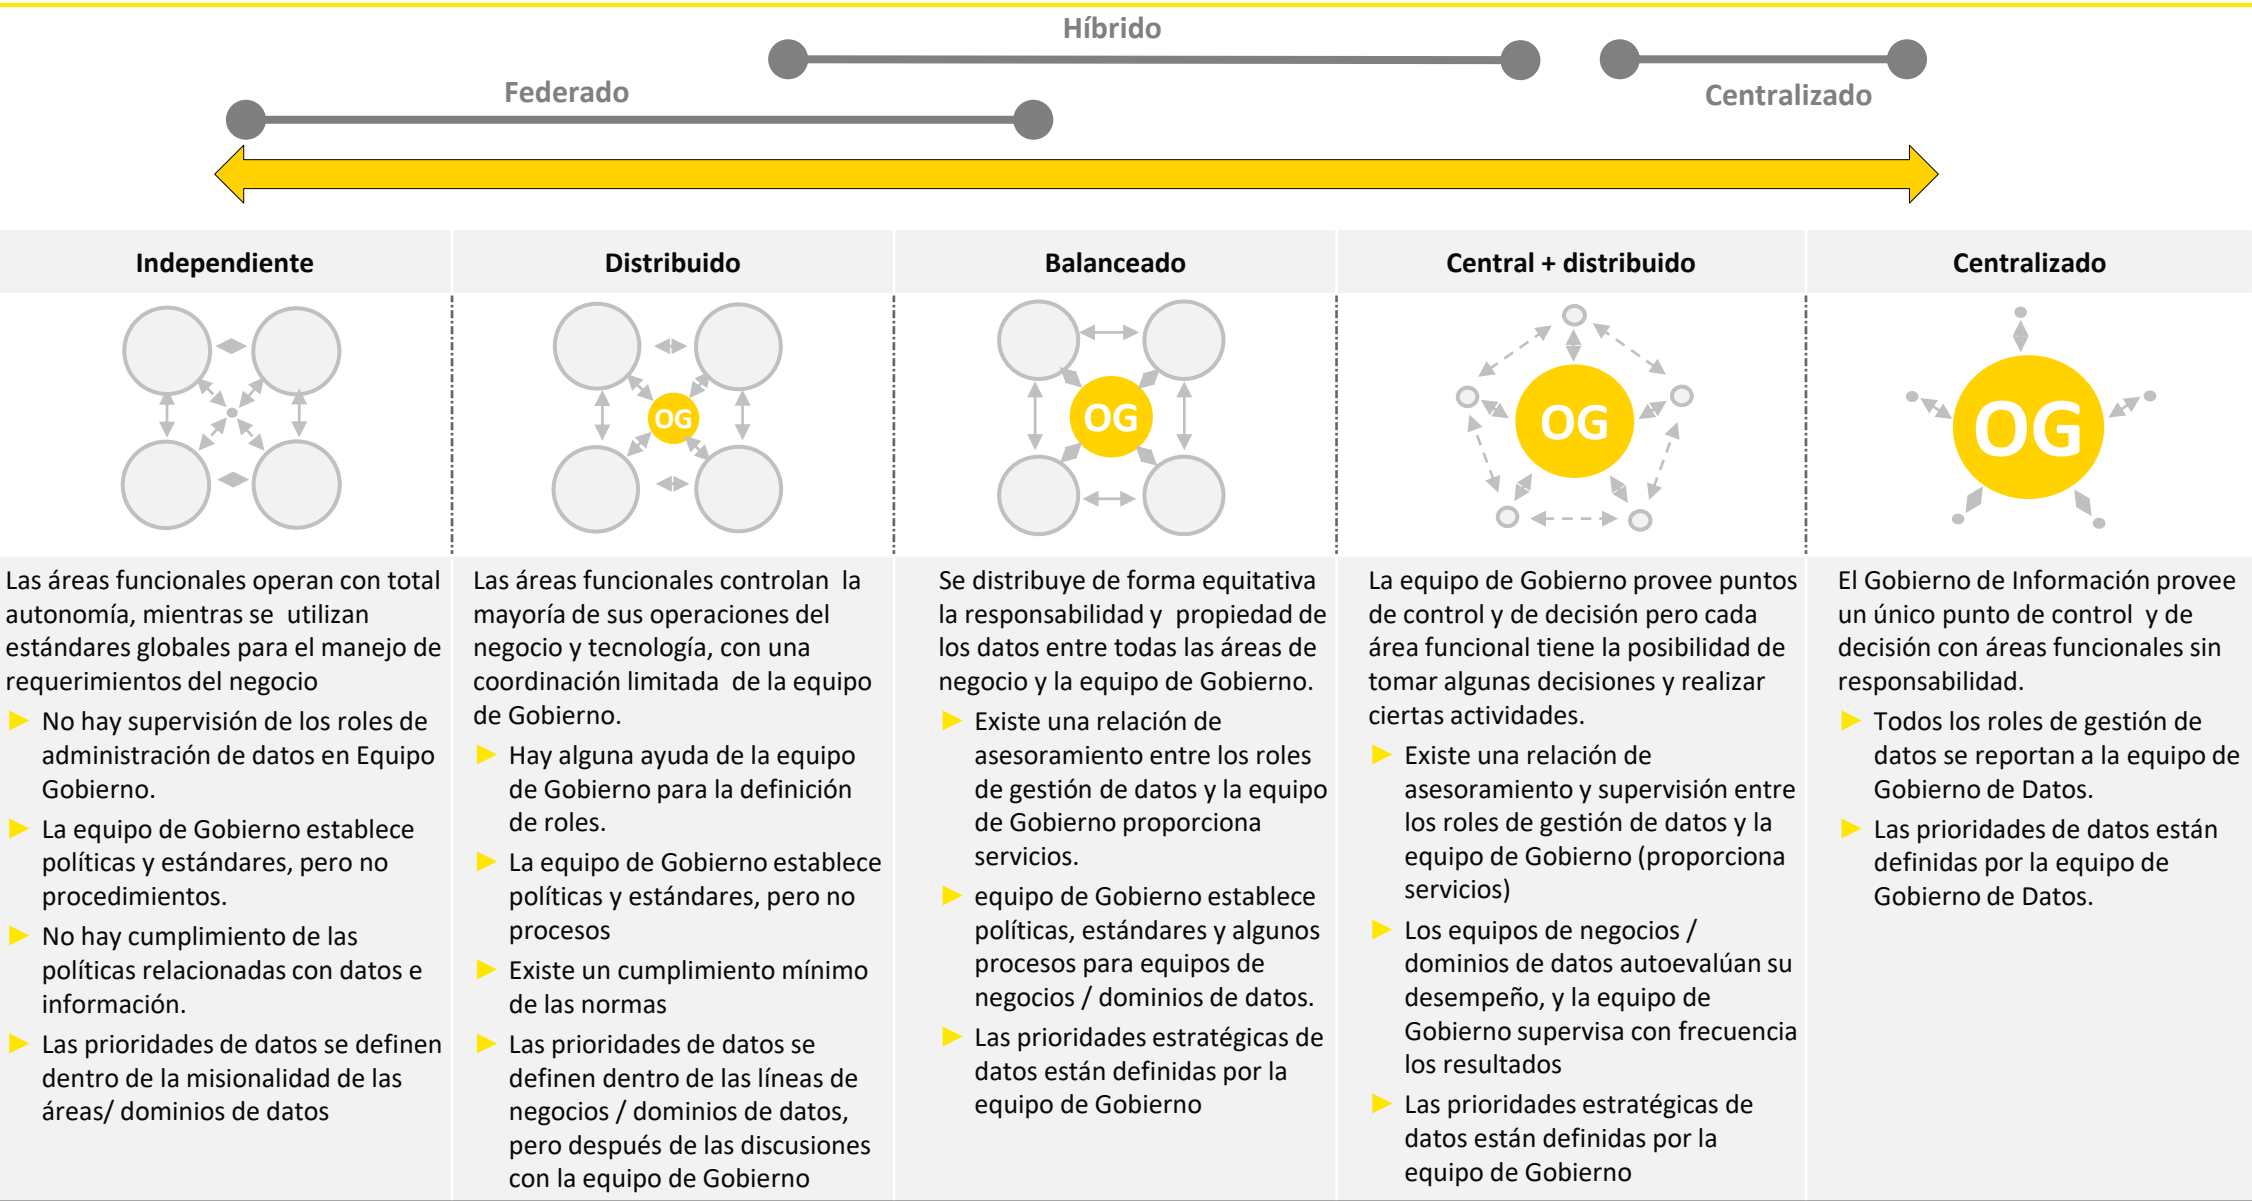 Híbrido
Federado
Centralizado
Independiente
Distribuido
Balanceado
Central + distribuido
Centralizado
OG
OG
OG
OG
Las áreas funcionales operan con total
autonomía, mientras se utilizan
estándares globales para el manejo de
requerimientos del negocio
No hay supervisión de los roles de
administración de datos en Equipo
Gobierno.
La equipo de Gobierno establece
políticas y estándares, pero no
procedimientos.
No hay cumplimiento de las
políticas relacionadas con datos e
información.
Las prioridades de datos se definen
dentro de la misionalidad de las
áreas/ dominios de datos
Las áreas funcionales controlan la
mayoría de sus operaciones del
negocio y tecnología, con una
coordinación limitada de la equipo
de Gobierno.
Hay alguna ayuda de la equipo
de Gobierno para la definición
de roles.
La equipo de Gobierno establece
políticas y estándares, pero no
procesos
Existe un cumplimiento mínimo
de las normas
Las prioridades de datos se
definen dentro de las líneas de
negocios / dominios de datos,
pero después de las discusiones
con la equipo de Gobierno
Se distribuye de forma equitativa
la responsabilidad y propiedad de
los datos entre todas las áreas de
negocio y la equipo de Gobierno.
Existe una relación de
asesoramiento entre los roles
de gestión de datos y la equipo
de Gobierno proporciona
servicios.
equipo de Gobierno establece
políticas, estándares y algunos
procesos para equipos de
negocios / dominios de datos.
Las prioridades estratégicas de
datos están definidas por la
equipo de Gobierno
La equipo de Gobierno provee puntos
de control y de decisión pero cada
área funcional tiene la posibilidad de
tomar algunas decisiones y realizar
ciertas actividades.
Existe una relación de
asesoramiento y supervisión entre
los roles de gestión de datos y la
equipo de Gobierno (proporciona
servicios)
Los equipos de negocios /
dominios de datos autoevalúan su
desempeño, y la equipo de
Gobierno supervisa con frecuencia
los resultados
Las prioridades estratégicas de
datos están definidas por la
equipo de Gobierno
El Gobierno de Información provee
un único punto de control y de
decisión con áreas funcionales sin
responsabilidad.
Todos los roles de gestión de
datos se reportan a la equipo de
Gobierno de Datos.
Las prioridades de datos están
definidas por la equipo de
Gobierno de Datos.